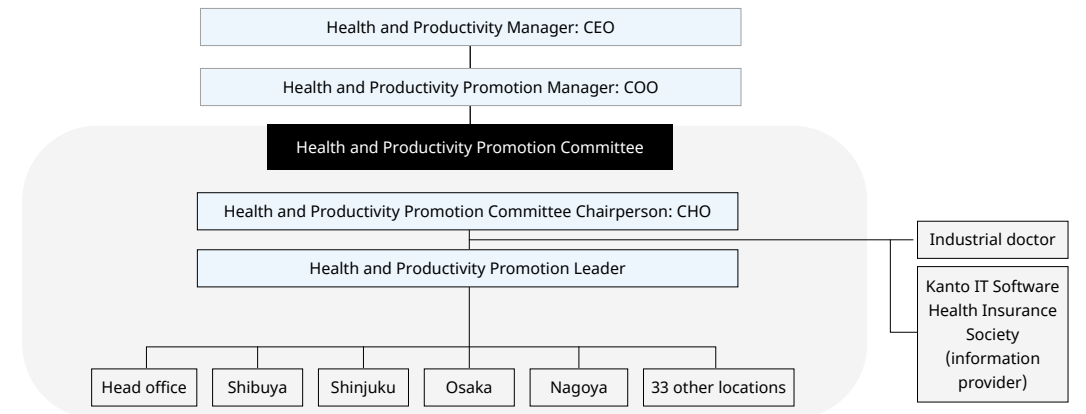 Health and Productivity Manager: CEO
Health and Productivity Promotion Manager: COO
Health and Productivity Promotion Committee
Health and Productivity Promotion Committee Chairperson: CHO
Industrial doctor
Health and Productivity Promotion Leader
Kanto IT Software
Health Insurance
Society
(information
provider)
Head office
Shibuya
Shinjuku
Osaka
Nagoya
33 other locations